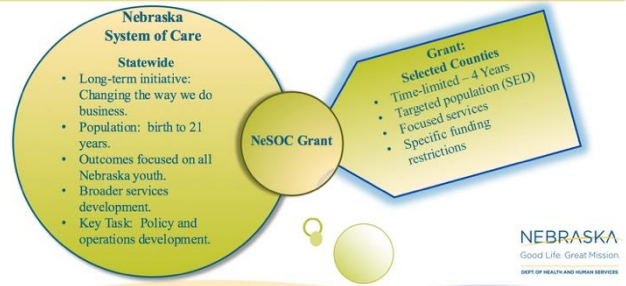 Nebraska
System of Care
Statewide
• Long-term initiative:
Changing the way we do
business.
• Population: birth to 21
years.
• Outcomes focused on all
Nebraska youth.
• Broader services
development.
• Key Task: Policy and
operations development.
NeSOC Grant
Grant:
Selected Counties
• Time-limited – 4 Years
• Targeted population (SED)
• Focused services
• Specific funding
restrictions
NEBRASKA
Good Life. Great Mission.
DEPT OF HEALTH AND HUMAN SERVICES